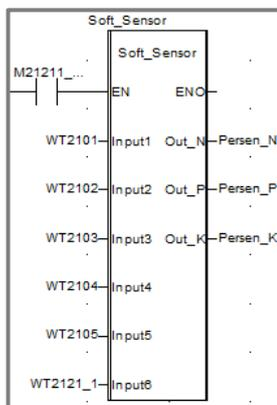 Soft_Sensor
Soft_Sensor
M21211_...
EN ENO
WT2101 Input1 Out_N Persen_N
WT2102 Input2 Out_P Persen_P
WT2103 Input3 Out_K Persen_K
WT2104 Input4
WT2105 Input5
WT2121_1 Input6